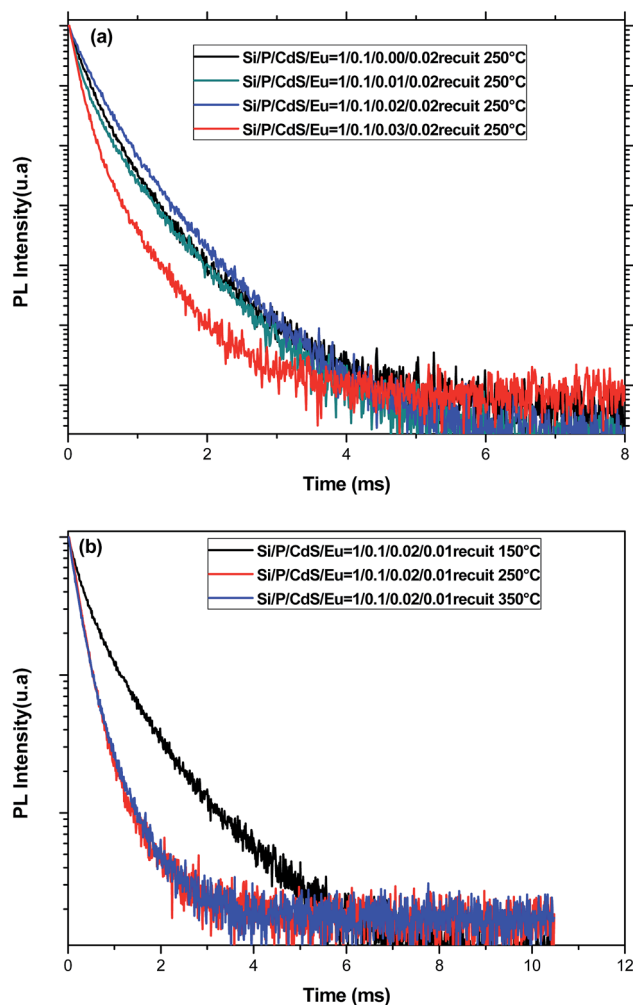 (a)
Si/P/CdS/Eu=1/0.1/0.00/0.02recuit 250°C
Si/P/CdS/Eu=1/0.1/0.01/0.02recuit 250°C
Si/P/CdS/Eu=1/0.1/0.02/0.02recuit 250°C
Si/P/CdS/Eu=1/0.1/0.03/0.02recuit 250°C
PL Intensity(u.a)
0 2 4 6 8
Time (ms)
(b)
Si/P/CdS/Eu=1/0.1/0.02/0.01recuit 150°C
Si/P/CdS/Eu=1/0.1/0.02/0.01recuit 250°C
Si/P/CdS/Eu=1/0.1/0.02/0.01recuit 350°C
PL Intensity(u.a)
0 2 4 6 8 10 12
Time (ms)